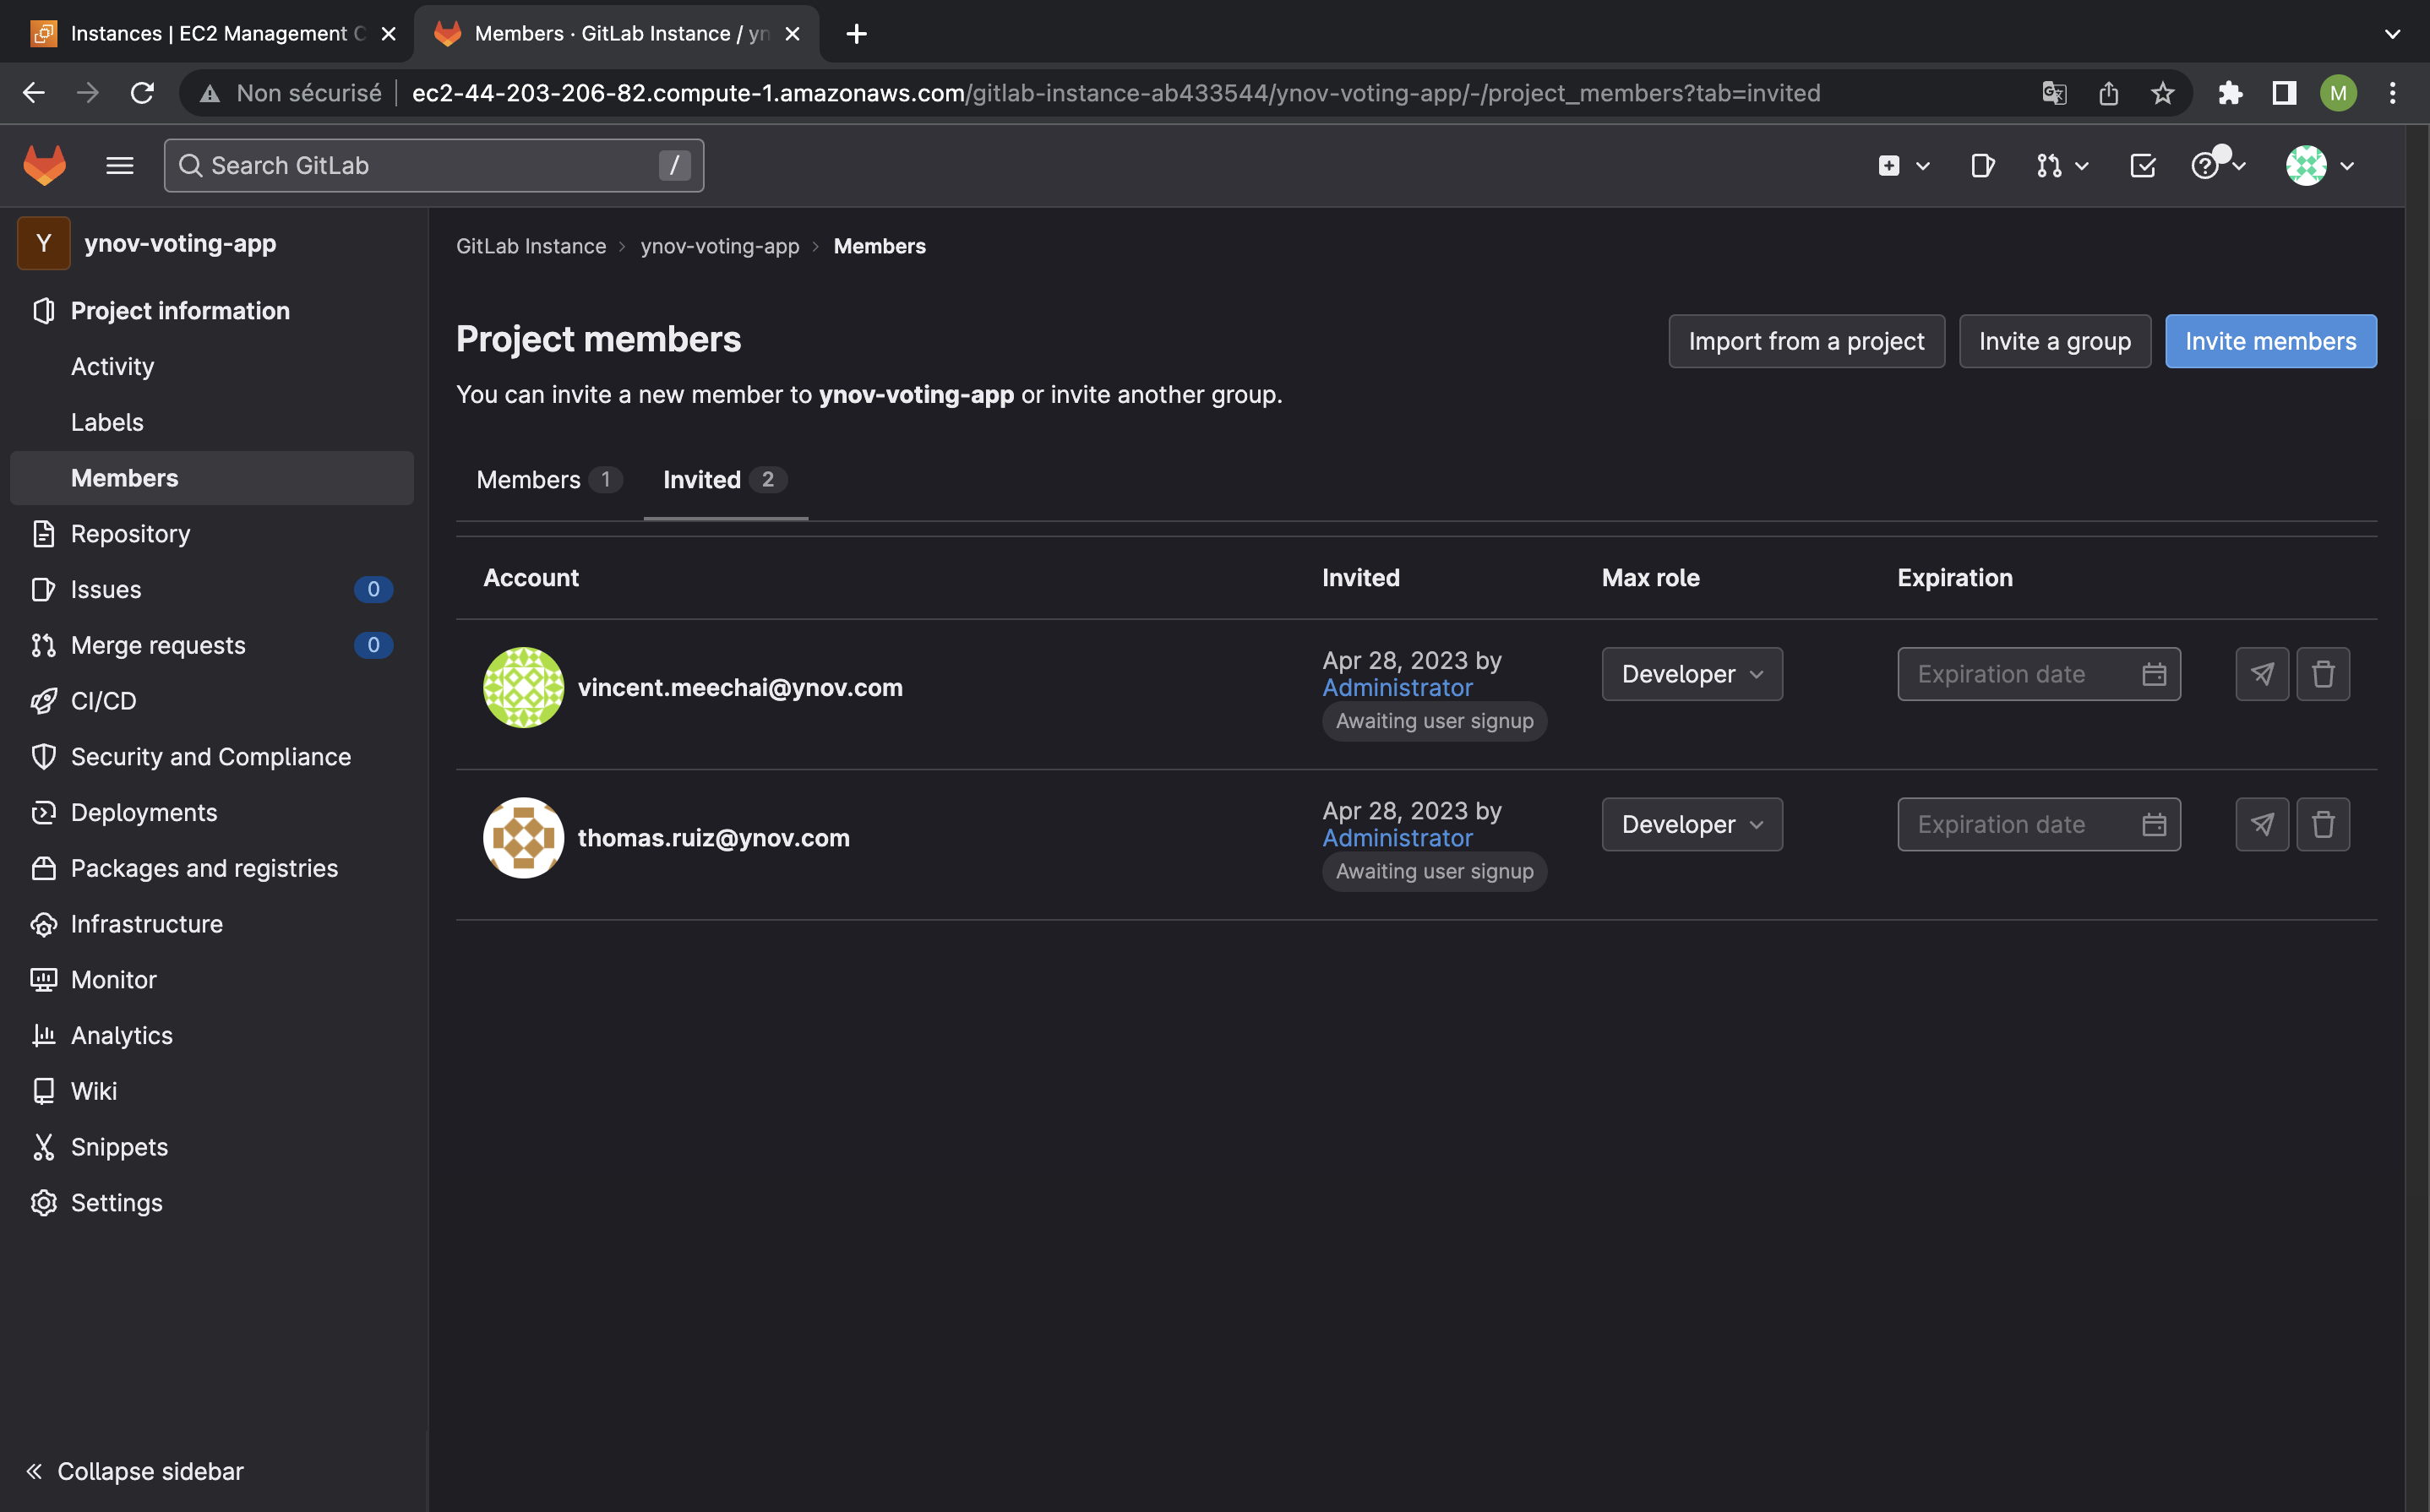 Instances | EC2 Management C
Members · GitLab Instance / yn
Non sécurisé
ec2-44-203-206-82.compute-1.amazonaws.com/gitlab-instance-ab433544/ynov-voting-app/-/project_members?tab=invited
M
Search GitLab
/
Y
ynov-voting-app
Project information
Activity
Labels
Members
Repository
Issues 0
Merge requests 0
CI/CD
Security and Compliance
Deployments
Packages and registries
Infrastructure
Monitor
Analytics
Wiki
Snippets
Settings
Collapse sidebar
GitLab Instance › ynov-voting-app › Members
Project members
Import from a project
Invite a group
Invite members
You can invite a new member to ynov-voting-app or invite another group.
Members 1
Invited 2
Account Invited Max role Expiration
vincent.meechai@ynov.com
Apr 28, 2023 by
Administrator
Awaiting user signup
Developer
Expiration date
thomas.ruiz@ynov.com
Apr 28, 2023 by
Administrator
Awaiting user signup
Developer
Expiration date